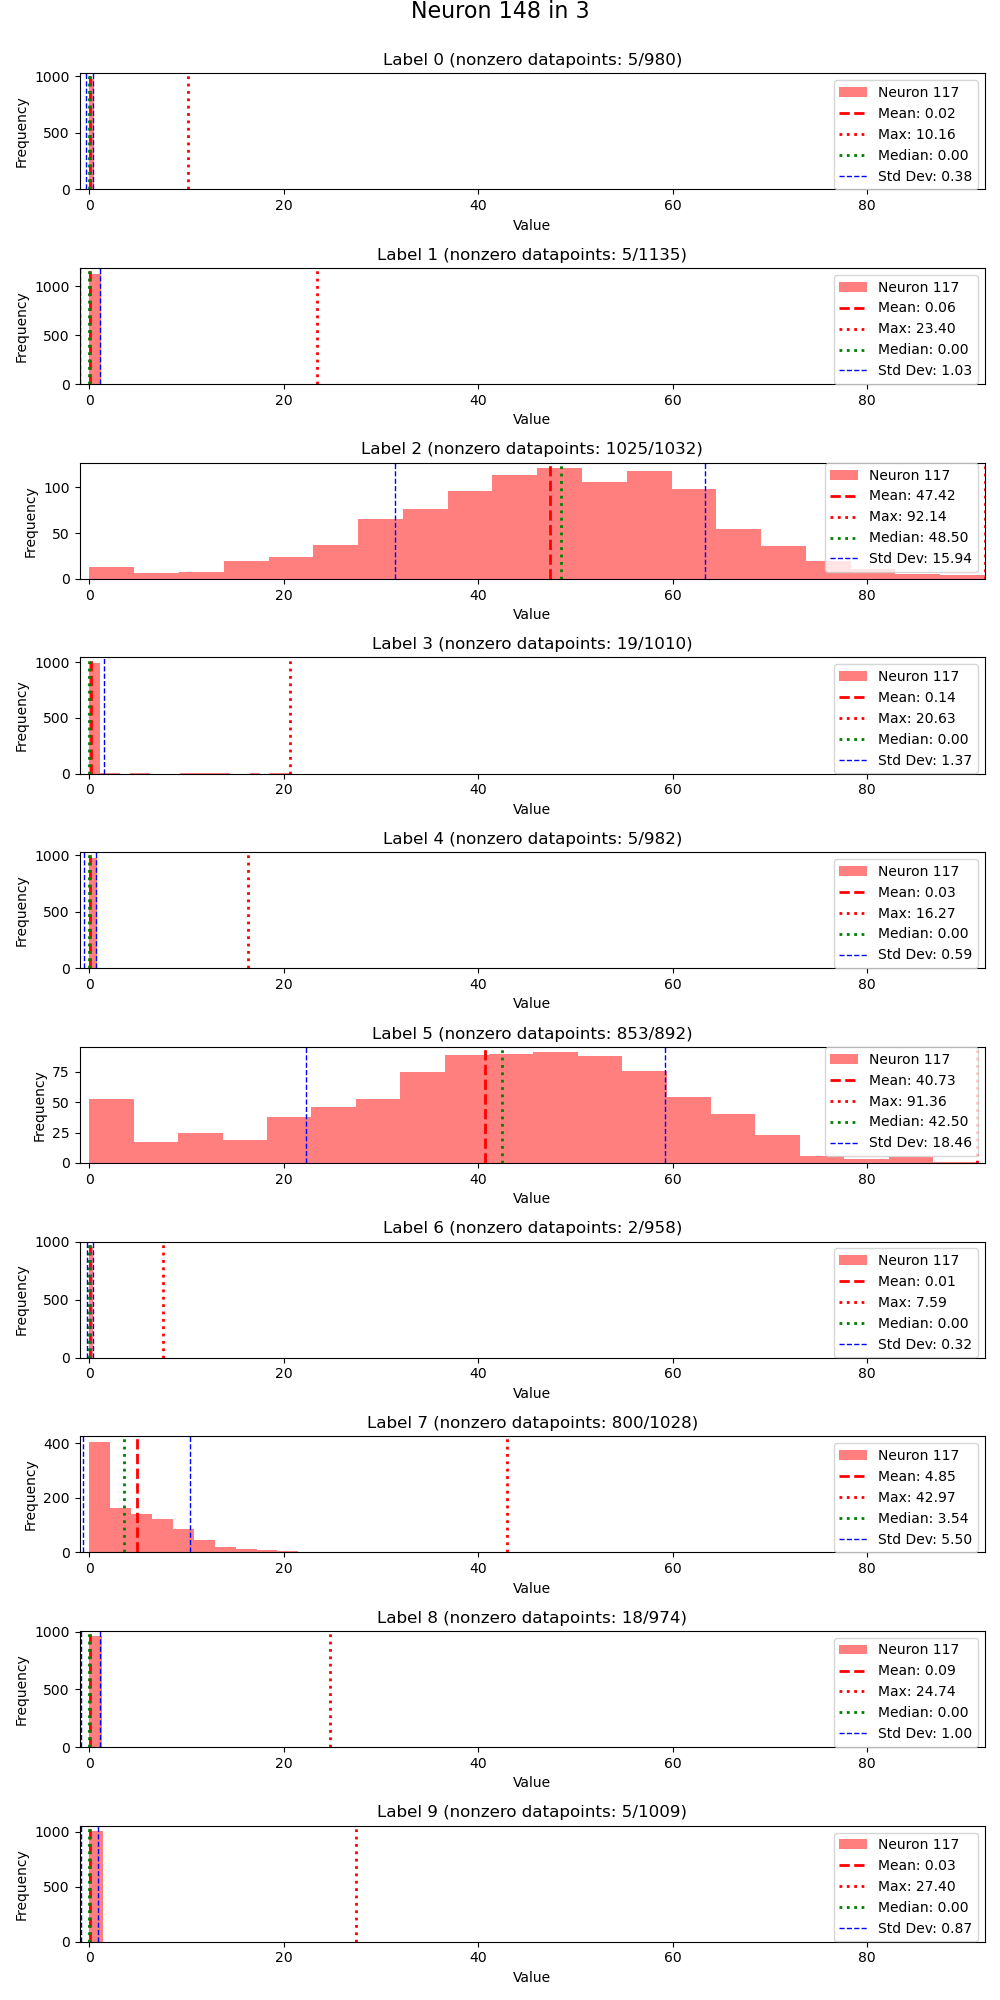 Neuron 148 in 3
Label 0 (nonzero datapoints: 5/980)
Frequency
1000
500
0
Neuron 117
Mean: 0.02
Max: 10.16
Median: 0.00
Std Dev: 0.38
0 20 40 60 80
Value
Label 1 (nonzero datapoints: 5/1135)
Frequency
1000
500
0
Neuron 117
Mean: 0.06
Max: 23.40
Median: 0.00
Std Dev: 1.03
0 20 40 60 80
Value
Label 2 (nonzero datapoints: 1025/1032)
Frequency
100
50
0
Neuron 117
Mean: 47.42
Max: 92.14
Median: 48.50
Std Dev: 15.94
0 20 40 60 80
Value
Label 3 (nonzero datapoints: 19/1010)
Frequency
1000
500
0
Neuron 117
Mean: 0.14
Max: 20.63
Median: 0.00
Std Dev: 1.37
0 20 40 60 80
Value
Label 4 (nonzero datapoints: 5/982)
Frequency
1000
500
0
Neuron 117
Mean: 0.03
Max: 16.27
Median: 0.00
Std Dev: 0.59
0 20 40 60 80
Value
Label 5 (nonzero datapoints: 853/892)
Frequency
75
50
25
0
Neuron 117
Mean: 40.73
Max: 91.36
Median: 42.50
Std Dev: 18.46
0 20 40 60 80
Value
Label 6 (nonzero datapoints: 2/958)
Frequency
1000
500
0
Neuron 117
Mean: 0.01
Max: 7.59
Median: 0.00
Std Dev: 0.32
0 20 40 60 80
Value
Label 7 (nonzero datapoints: 800/1028)
Frequency
400
200
0
Neuron 117
Mean: 4.85
Max: 42.97
Median: 3.54
Std Dev: 5.50
0 20 40 60 80
Value
Label 8 (nonzero datapoints: 18/974)
Frequency
1000
500
0
Neuron 117
Mean: 0.09
Max: 24.74
Median: 0.00
Std Dev: 1.00
0 20 40 60 80
Value
Label 9 (nonzero datapoints: 5/1009)
Frequency
1000
500
0
Neuron 117
Mean: 0.03
Max: 27.40
Median: 0.00
Std Dev: 0.87
0 20 40 60 80
Value